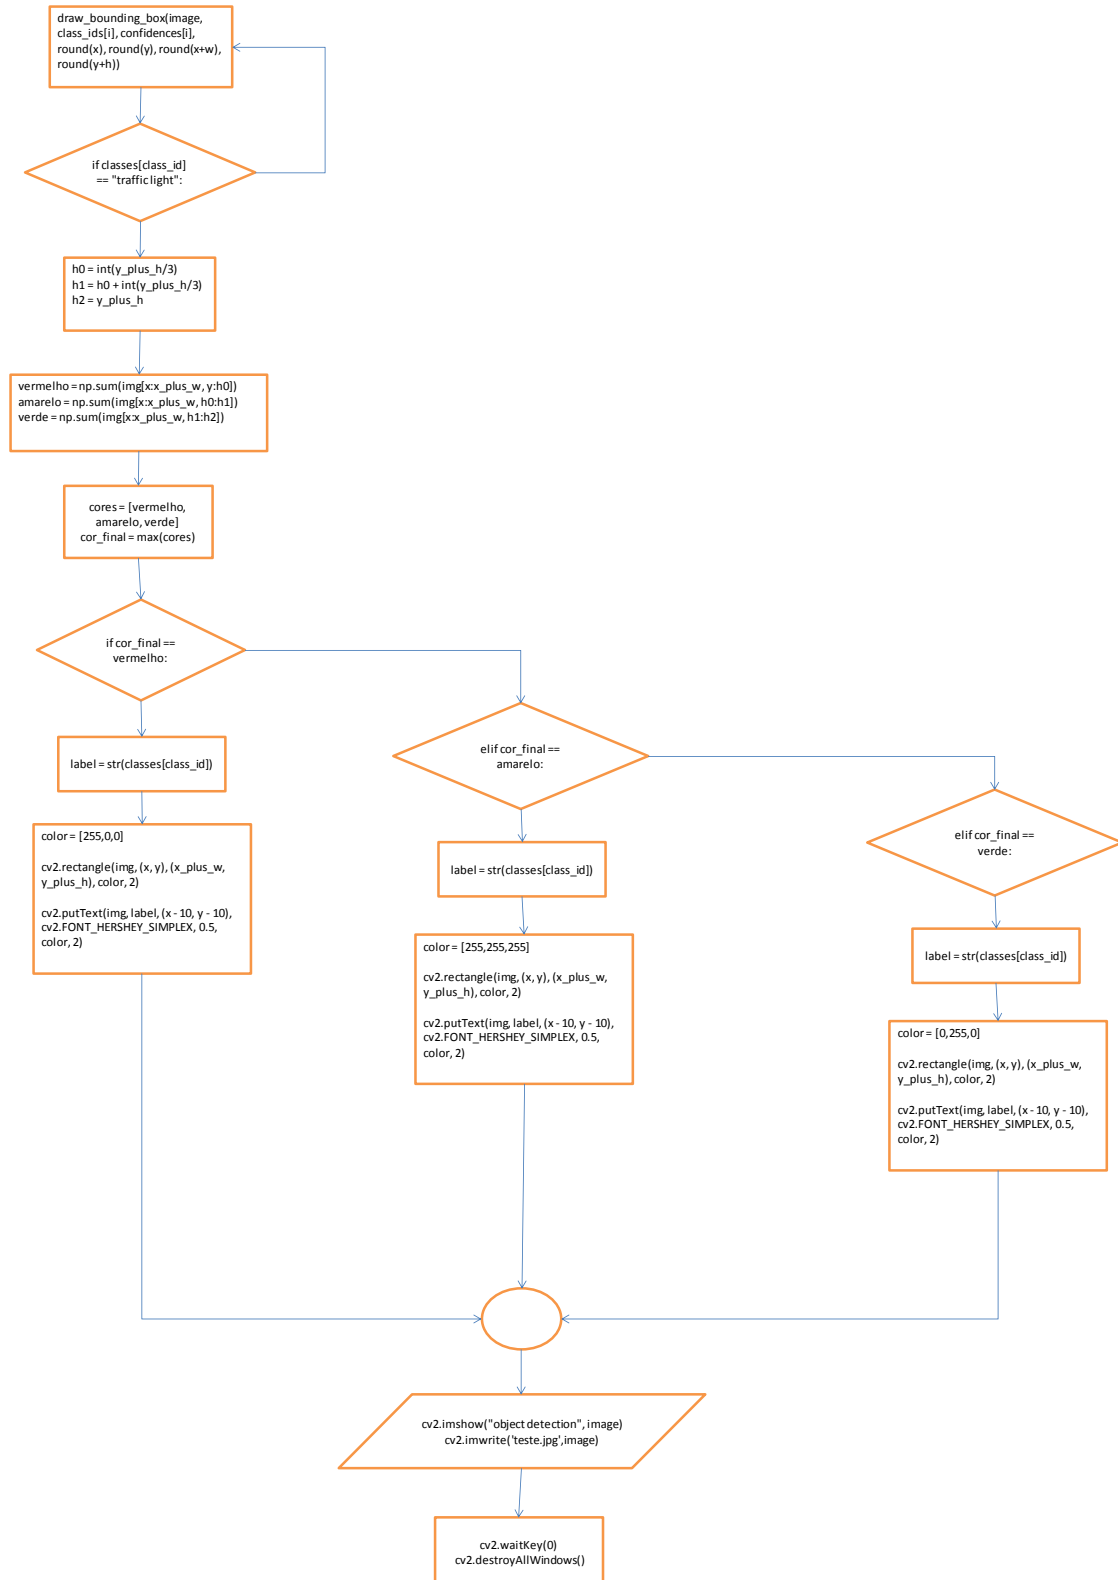 draw_bounding_box(image,
class_ids[i], confidences[i],
round(x), round(y), round(x+w),
round(y+h))
if classes[class_id]
== "traffic light":
h0 = int(y_plus_h/3)
h1 = h0 + int(y_plus_h/3)
h2 = y_plus_h
vermelho = np.sum(img[x:x_plus_w, y:h0])
amarelo = np.sum(img[x:x_plus_w, h0:h1])
verde = np.sum(img[x:x_plus_w, h1:h2])
cores = [vermelho,
amarelo, verde]
cor_final = max(cores)
if cor_final ==
vermelho:
label = str(classes[class_id])
color = [255,0,0]
cv2.rectangle(img, (x, y), (x_plus_w,
y_plus_h), color, 2)
cv2.putText(img, label, (x - 10, y - 10),
cv2.FONT_HERSHEY_SIMPLEX, 0.5,
color, 2)
elif cor_final ==
amarelo:
label = str(classes[class_id])
color = [255,255,255]
cv2.rectangle(img, (x, y), (x_plus_w,
y_plus_h), color, 2)
cv2.putText(img, label, (x - 10, y - 10),
cv2.FONT_HERSHEY_SIMPLEX, 0.5,
color, 2)
elif cor_final ==
verde:
label = str(classes[class_id])
color = [0,255,0]
cv2.rectangle(img, (x, y), (x_plus_w,
y_plus_h), color, 2)
cv2.putText(img, label, (x - 10, y - 10),
cv2.FONT_HERSHEY_SIMPLEX, 0.5,
color, 2)
cv2.imshow("object detection", image)
cv2.imwrite('teste.jpg',image)
cv2.waitKey(0)
cv2.destroyAllWindows()